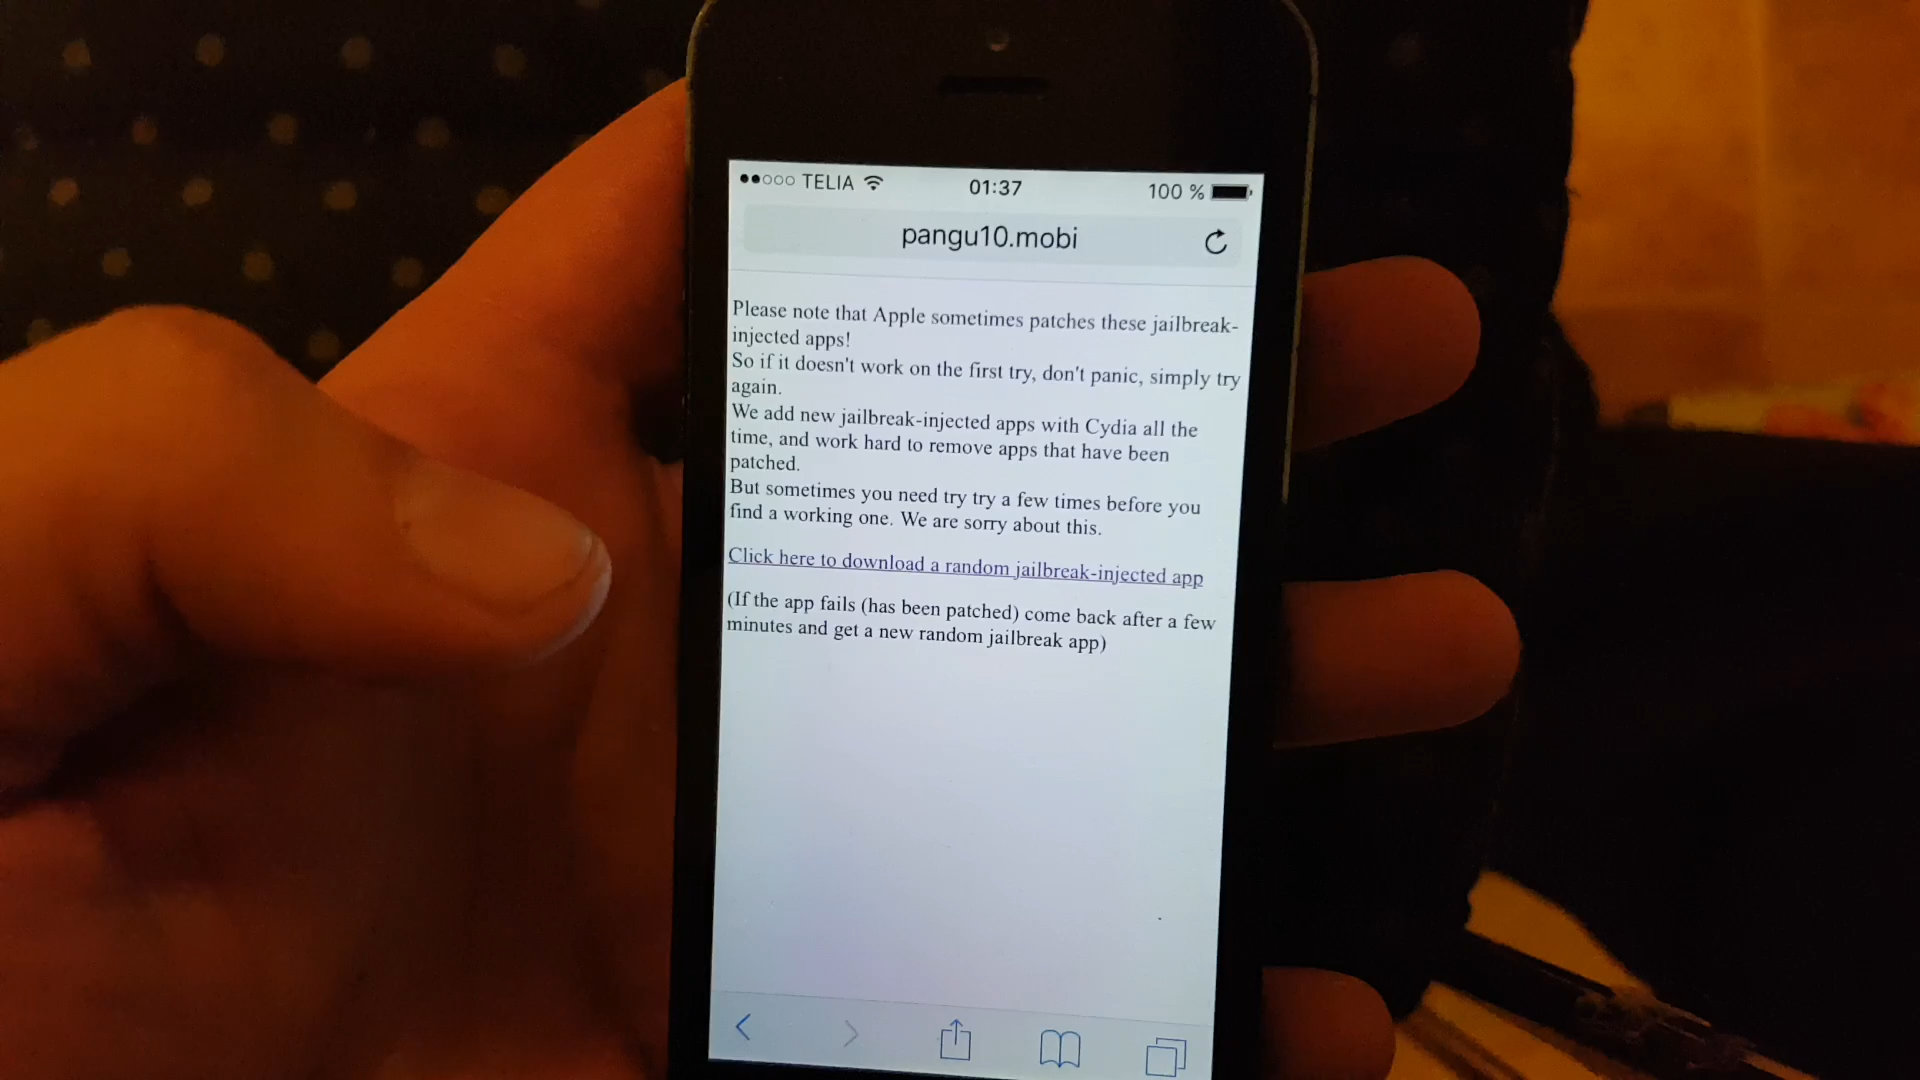 TELIA 01:37 100 %
pangu10.mobi
Please note that Apple sometimes patches these jailbreak-
injected apps!
So if it doesn't work on the first try, don't panic, simply try
again.
We add new jailbreak-injected apps with Cydia all the
time, and work hard to remove apps that have been
patched.
But sometimes you need try try a few times before you
find a working one. We are sorry about this.
Click here to download a random jailbreak-injected app
(If the app fails (has been patched) come back after a few
minutes and get a new random jailbreak app)